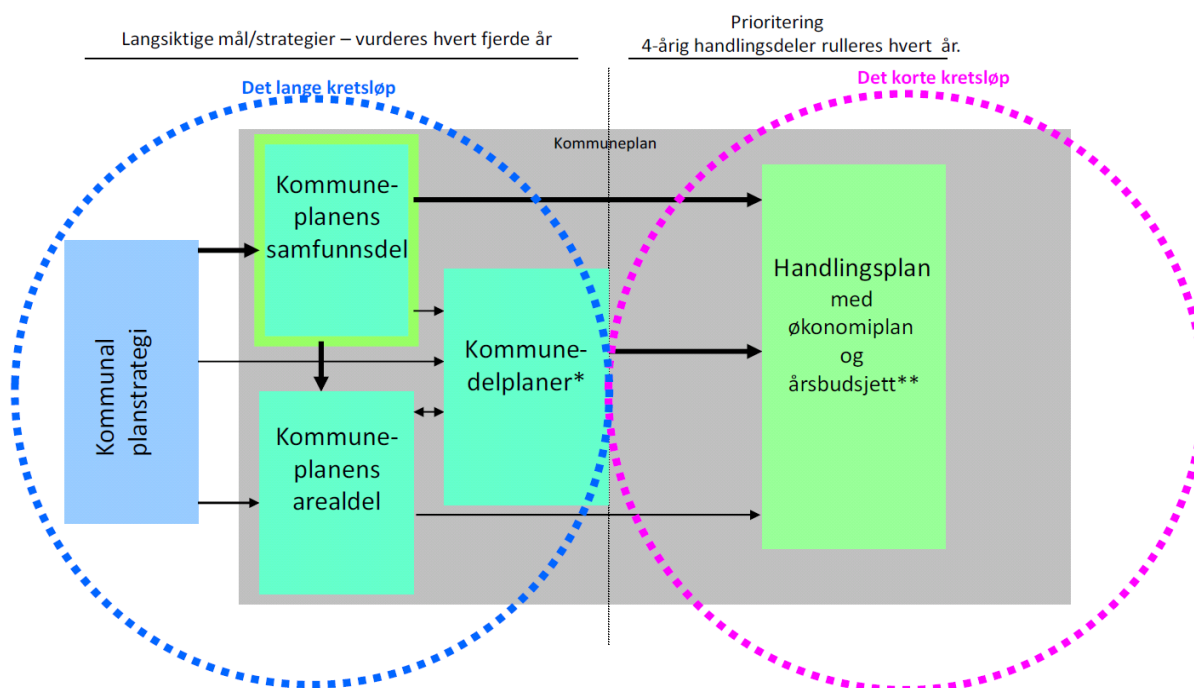 Langsiktige mål/strategier – vurderes hvert fjerde år
Prioritering
4-årig handlingsdeler rulleres hvert år.
Det lange kretsløp
Det korte kretsløp
Kommuneplan
Kommunal
planstrategi
Kommune-
planens
samfunnsdel
Kommune-
delplaner*
Kommune-
planens
arealdel
Handlingsplan
med
økonomiplan
og
årsbudsjett**